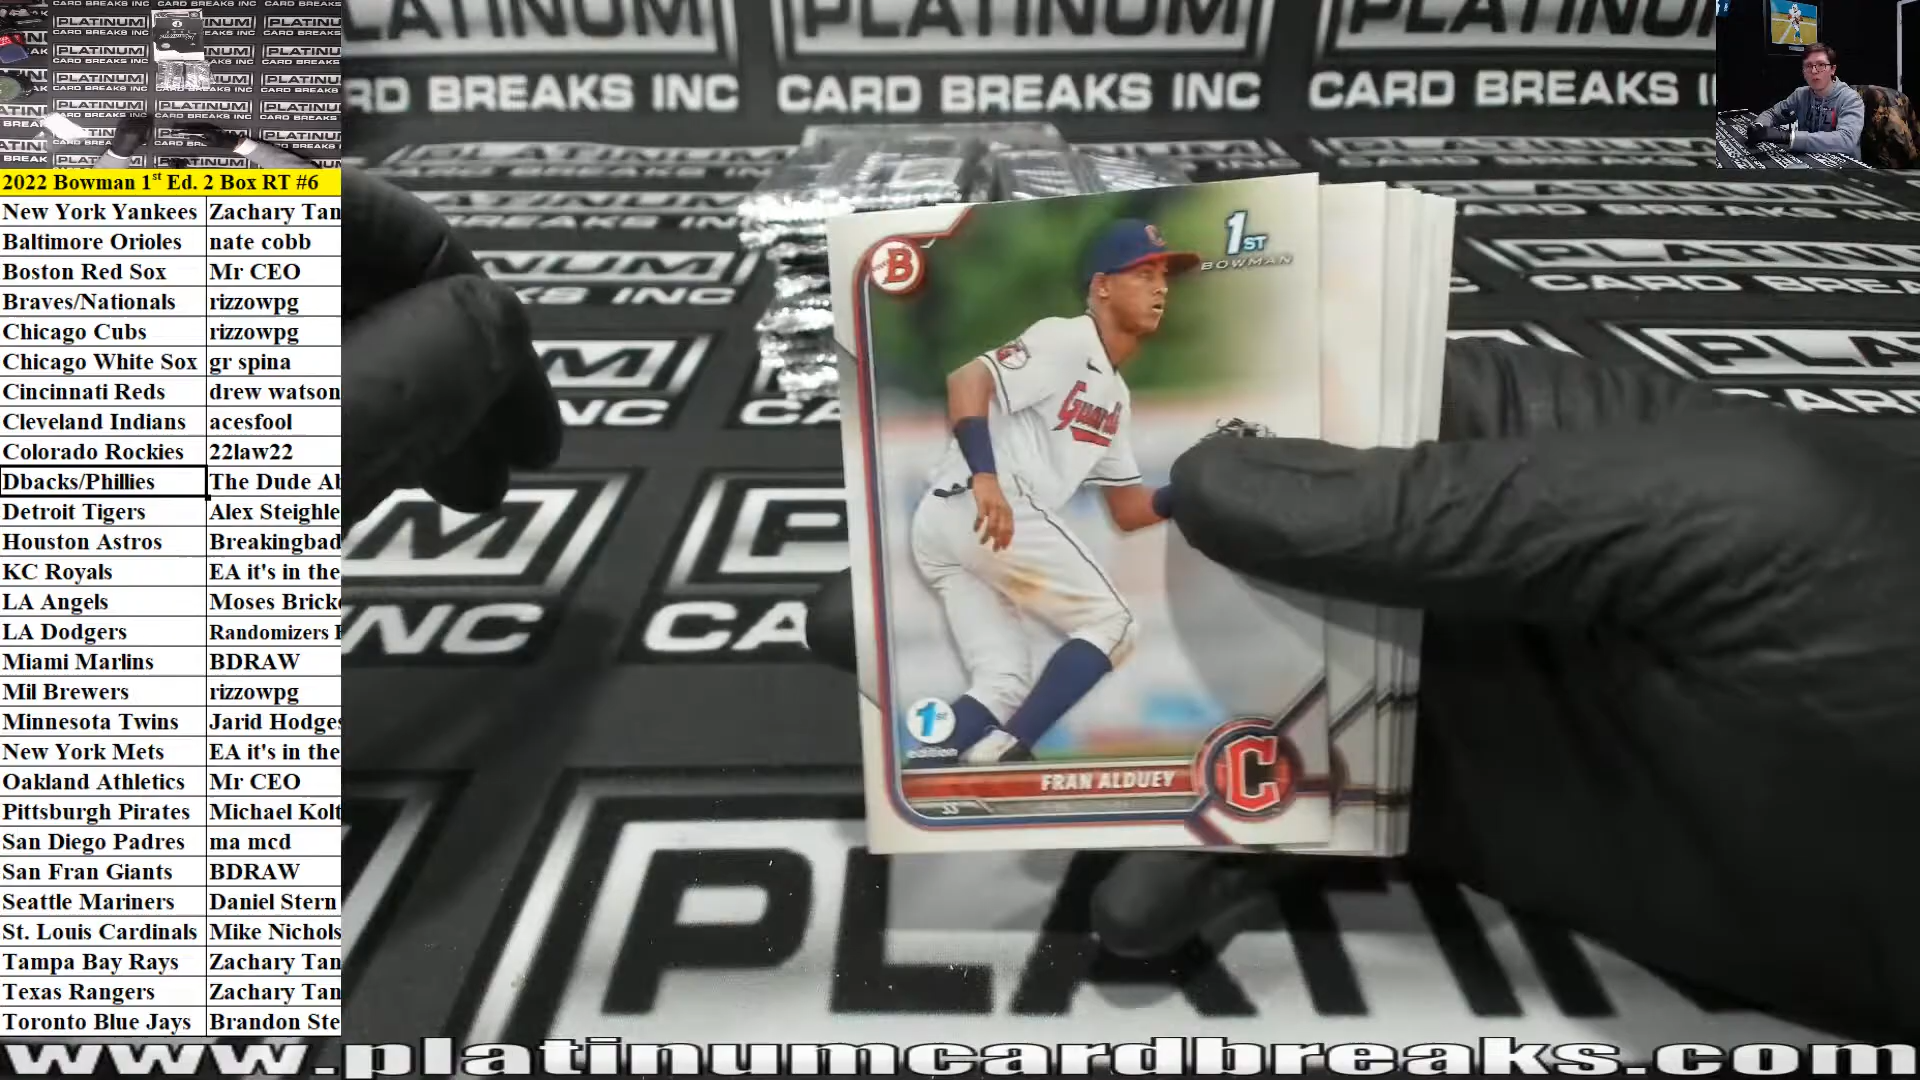 2022 Bowman 1st Ed. 2 Box RT #6
New York Yankees Zachary Tan
Baltimore Orioles nate cobb
Boston Red Sox Mr CEO
Braves/Nationals rizzowpg
Chicago Cubs rizzowpg
Chicago White Sox gr spina
Cincinnati Reds drew watson
Cleveland Indians acesfool
Colorado Rockies 22law22
Dbacks/Phillies The Dude Ab
Detroit Tigers Alex Steighle
Houston Astros Breakingbad
KC Royals EA it's in the
LA Angels Moses Bricke
LA Dodgers Randomizers
Miami Marlins BDRAW
Mil Brewers rizzowpg
Minnesota Twins Jarid Hodges
New York Mets EA it's in the
Oakland Athletics Mr CEO
Pittsburgh Pirates Michael Kolt
San Diego Padres ma mcd
San Fran Giants BDRAW
Seattle Mariners Daniel Stern
St. Louis Cardinals Mike Nichols
Tampa Bay Rays Zachary Tan
Texas Rangers Zachary Tan
Toronto Blue Jays Brandon Ste
PLATINUM PLATINUM PLATINU
RD BREAKS INC CARD BREAKS INC CARD BREAKS I
B
1ST
BOWMAN
Guardi
1st
edition
FRAN ALDUEY
SS
C
PLATI
www.platinumcardbreaks.com